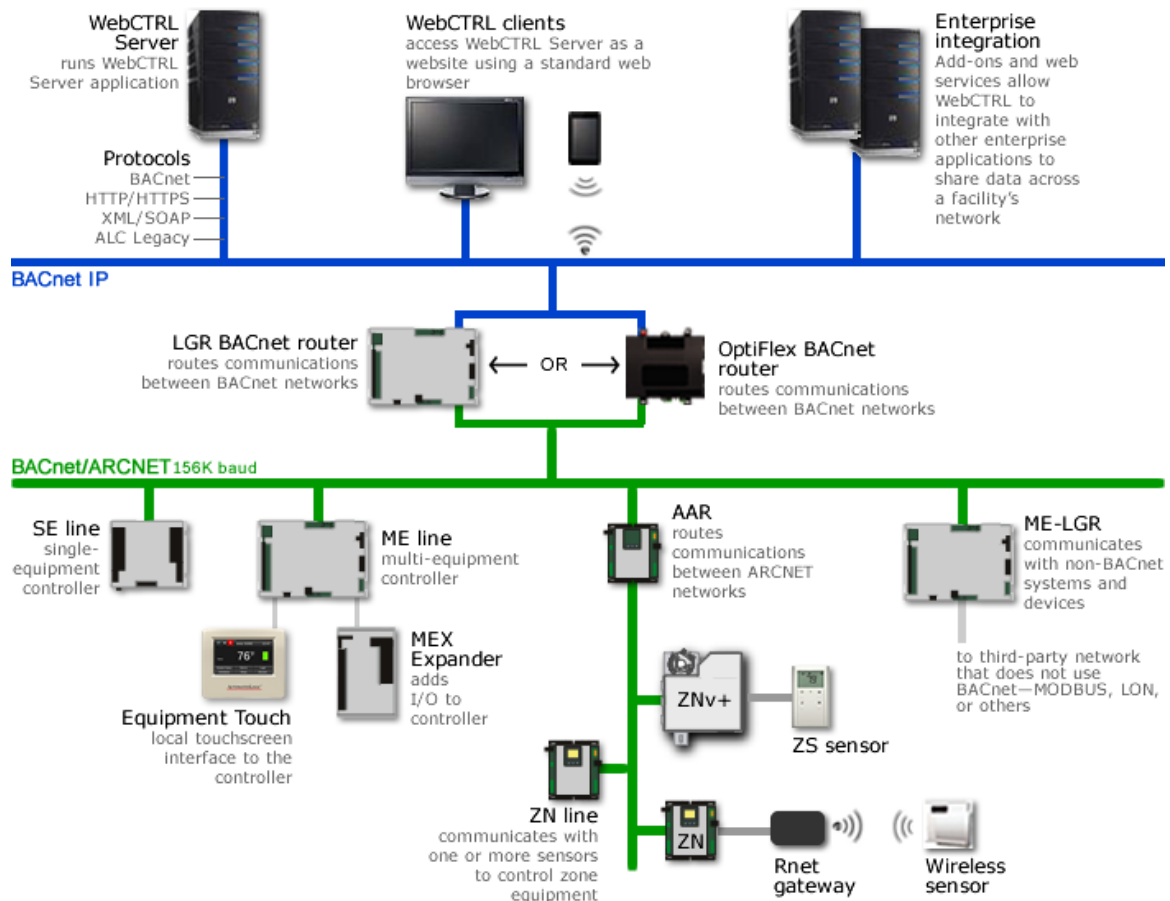 WebCTRL
Server
runs WebCTRL
Server application
Protocols
BACnet
HTTP/HTTPS
XML/SOAP
ALC Legacy
WebCTRL clients
access WebCTRL Server as a
website using a standard web
browser
Enterprise
integration
Add-ons and web
services allow
WebCTRL to
integrate with
other enterprise
applications to
share data across
a facility's
network
BACnet IP
LGR BACnet router
routes communications
between BACnet networks
OR
OptiFlex BACnet
router
routes communications
between BACnet networks
BACnet/ARCNET 156K baud
SE line
single-
equipment
controller
ME line
multi-equipment
controller
AAR
routes
communications
between ARCNET
networks
ME-LGR
communicates
with non-BACnet
systems and
devices
76°
Equipment Touch
local touchscreen
interface to the
controller
MEX
Expander
adds
I/O to
controller
ZNv+
ZS sensor
to third-party network
that does not use
BACnet—MODBUS, LON,
or others
ZN line
communicates with
one or more sensors
to control zone
equipment
ZN
Rnet
gateway
Wireless
sensor